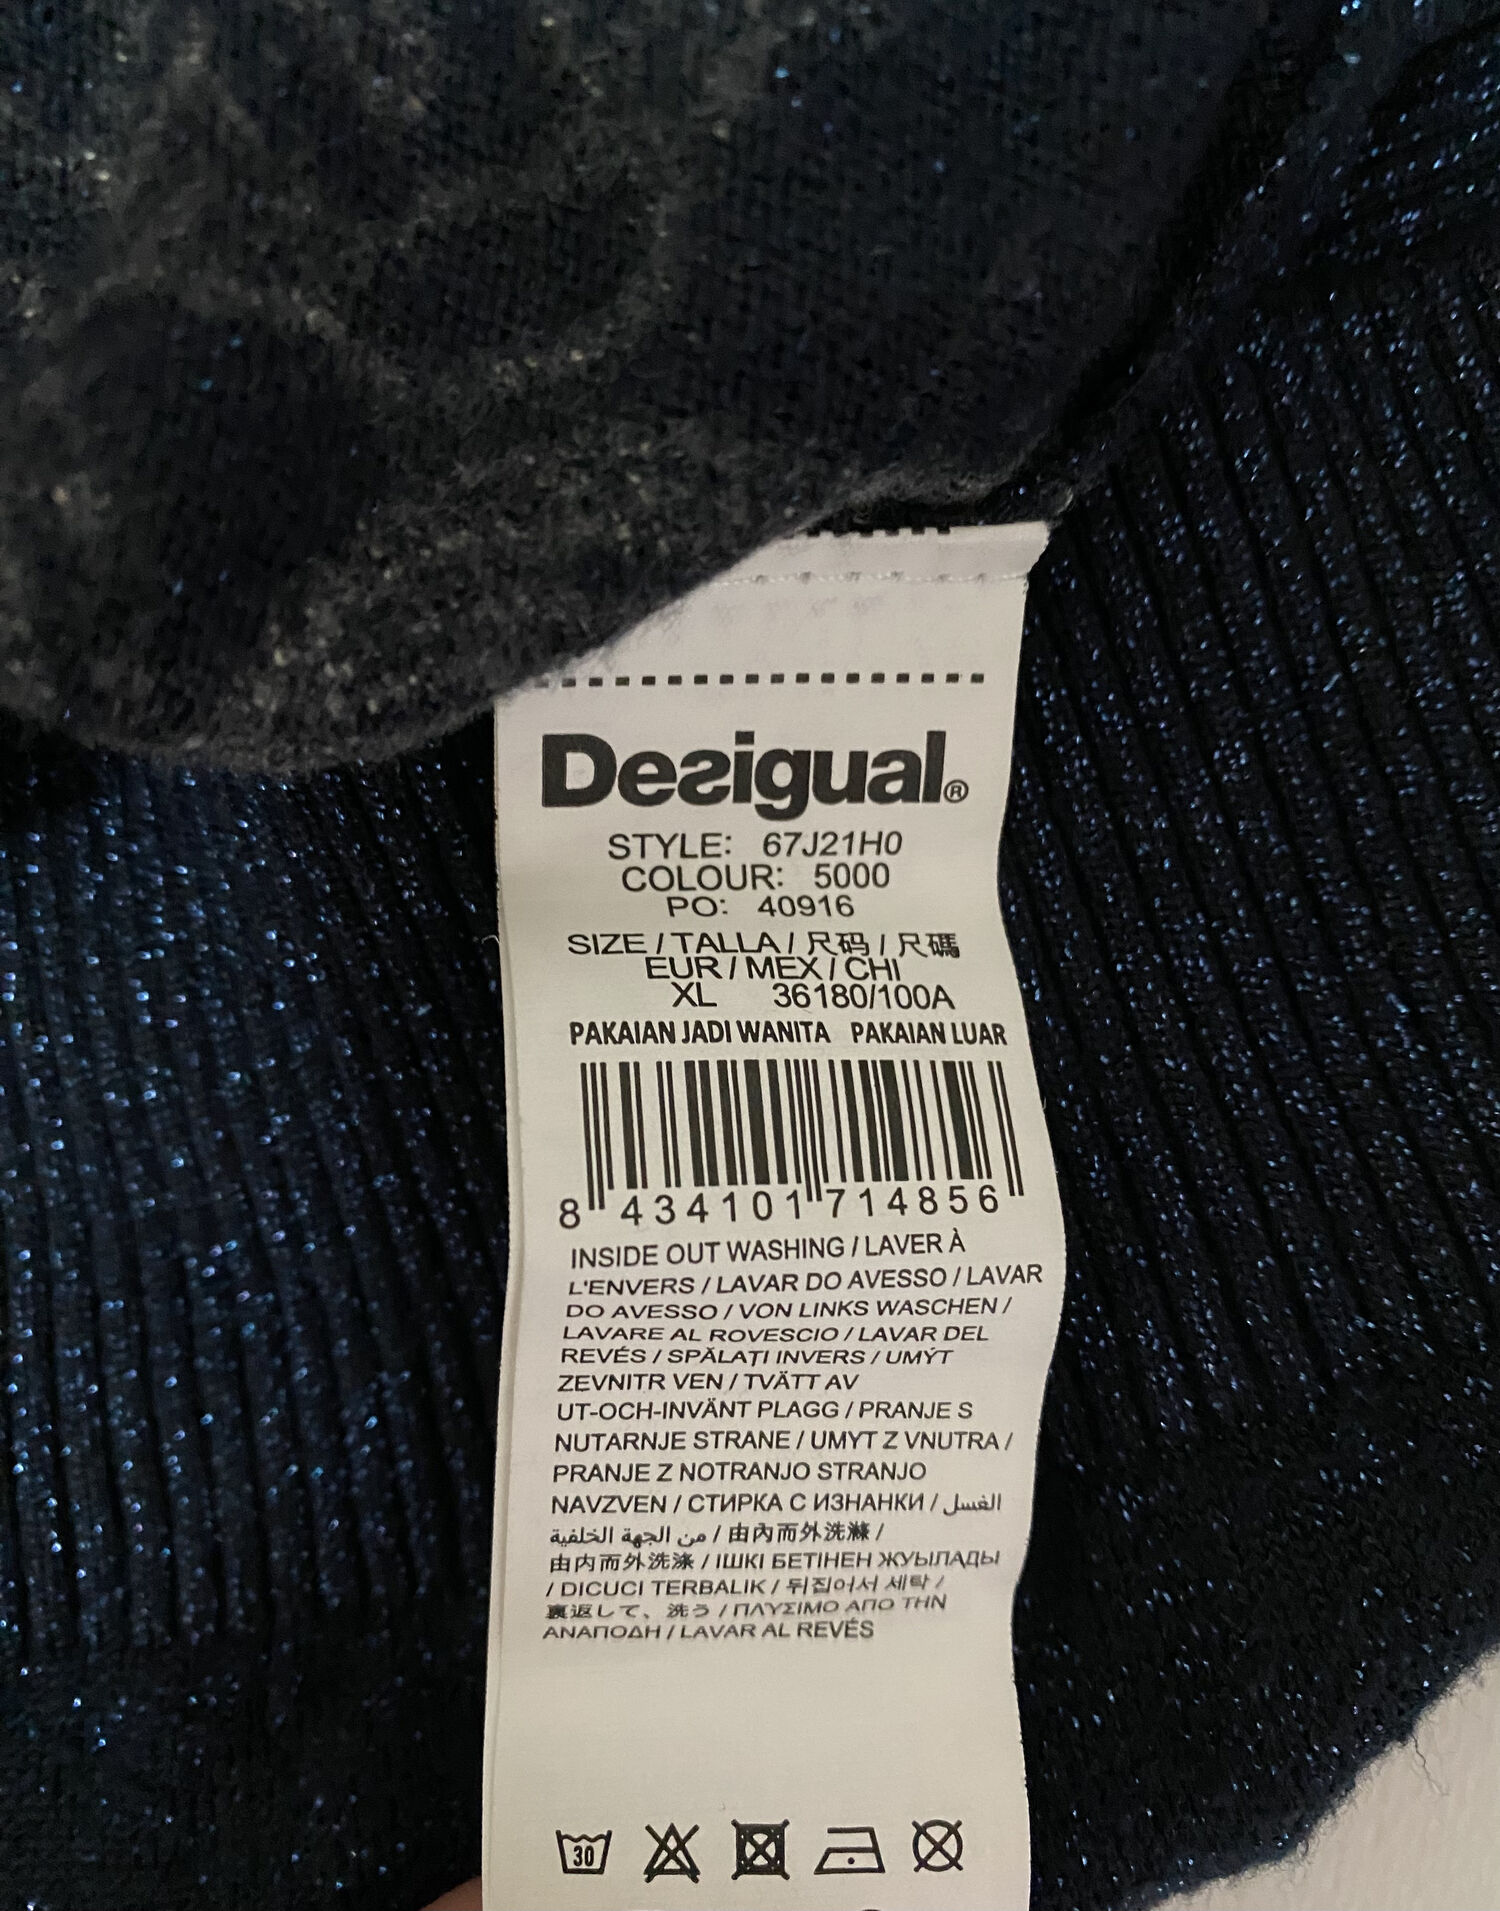 Desigual®
STYLE: 67J21H0
COLOUR: 5000
PO: 40916
SIZE / TALLA / 尺码 / 尺碼
EUR / MEX / CHI
XL 36180/100A
PAKAIAN JADI WANITA PAKAIAN LUAR
8 434101 714856
INSIDE OUT WASHING / LAVER À
L'ENVERS / LAVAR DO AVESSO / LAVAR
DO AVESSO / VON LINKS WASCHEN /
LAVARE AL ROVESCIO / LAVAR DEL
REVÉS / SPĂLAȚI INVERS / UMÝT
ZEVNITR VEN / TVÄTT AV
UT-OCH-INVÄNT PLAGG / PRANJE S
NUTARNJE STRANE / UMYT Z VNUTRA /
PRANJE Z NOTRANJO STRANJO
NAVZVEN / СТИРКА С ИЗНАНКИ / الغسل
من الجهة الخلفية / 由內而外洗滌 /
由内而外洗涤 / ІШКІ БЕТІНЕН ЖУЫЛАДЫ
/ DICUCI TERBALIK / 뒤집어서 세탁 /
裏返して、洗う / ΠΛΥΣΙΜΟ ΑΠΟ ΤΗΝ
ΑΝΑΠΟΔΗ / LAVAR AL REVÉS
30